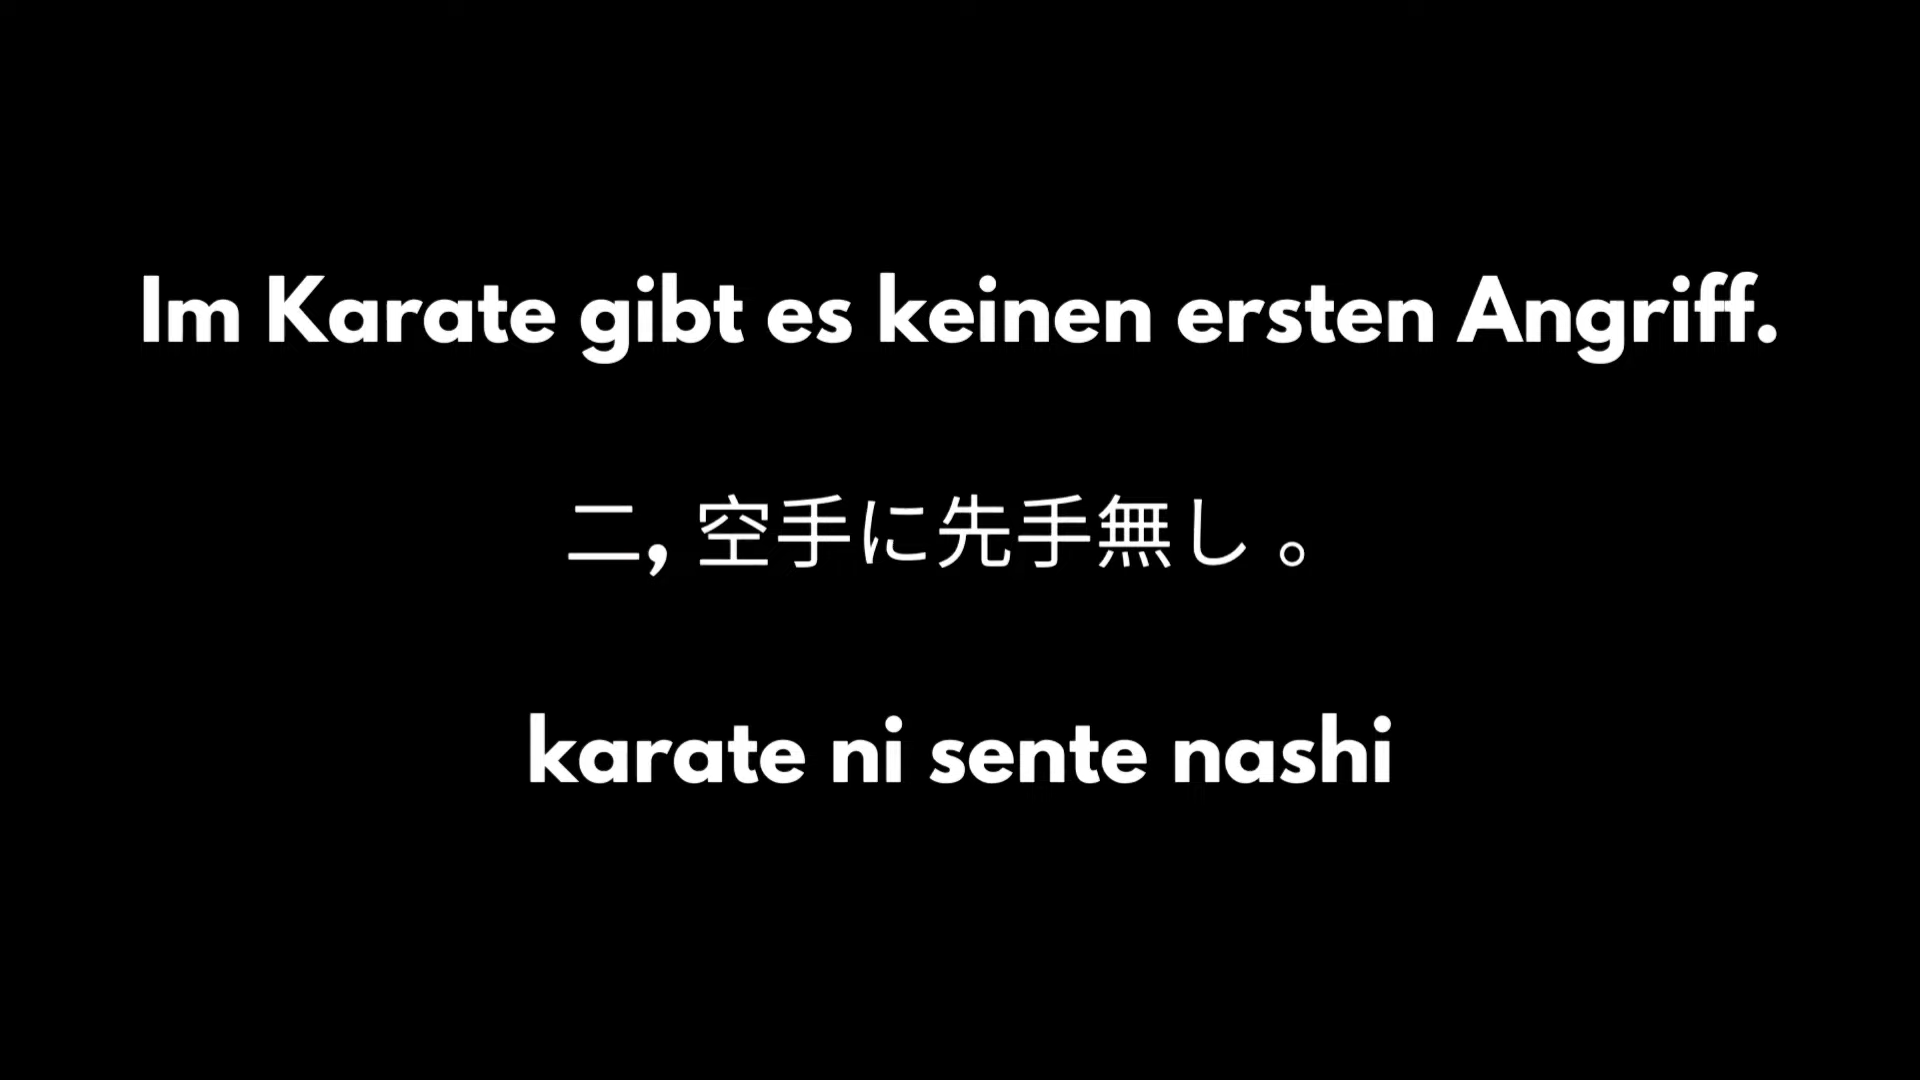 Im Karate gibt es keinen ersten Angriff.
二, 空手に先手無し 。
karate ni sente nashi